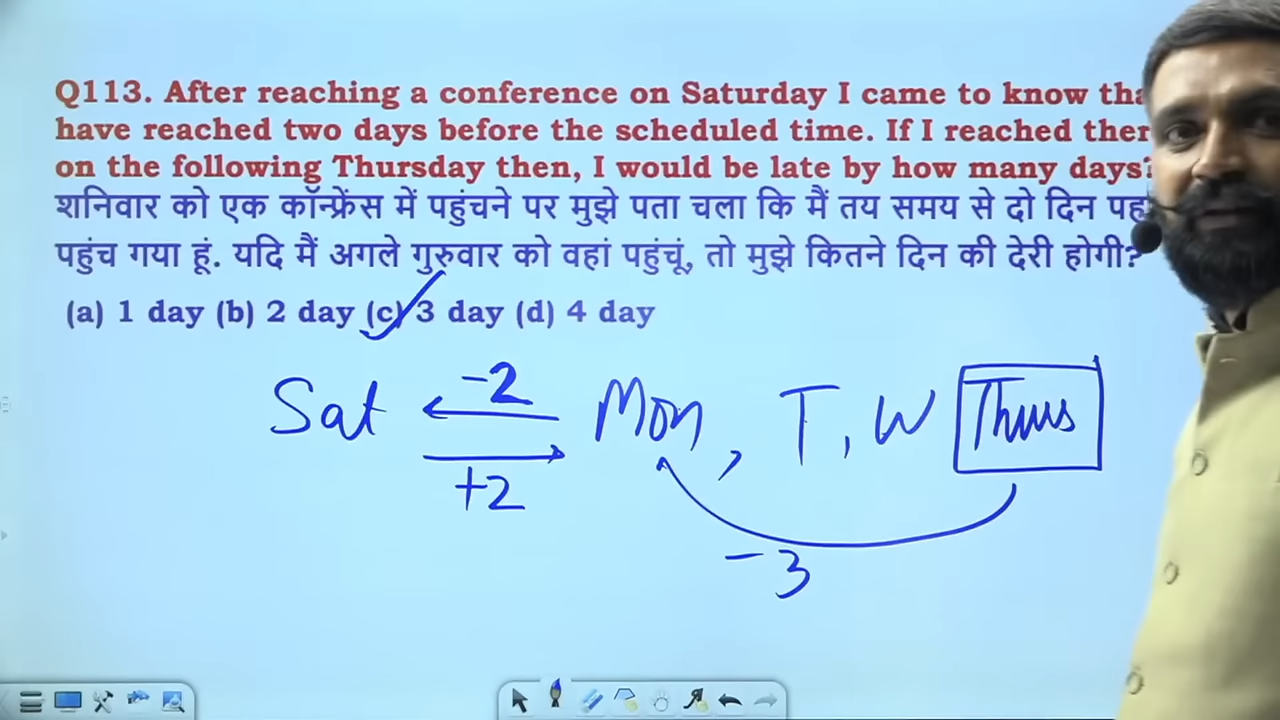 Q113. After reaching a conference on Saturday I came to know
have reached two days before the scheduled time. If I reached
on the following Thursday then, I would be late by how many days?
शनिवार को एक कॉन्फ्रेंस में पहुंचने पर मुझे पता चला कि मैं तय समय से दो दिन
पहुंच गया हूं. यदि मैं अगले गुरुवार को वहां पहुंचूं, तो मुझे कितने दिन की देरी होगी?
(a) 1 day (b) 2 day (c) 3 day (d) 4 day
Sat -2 Mon, T, W Thurs
+2
-3